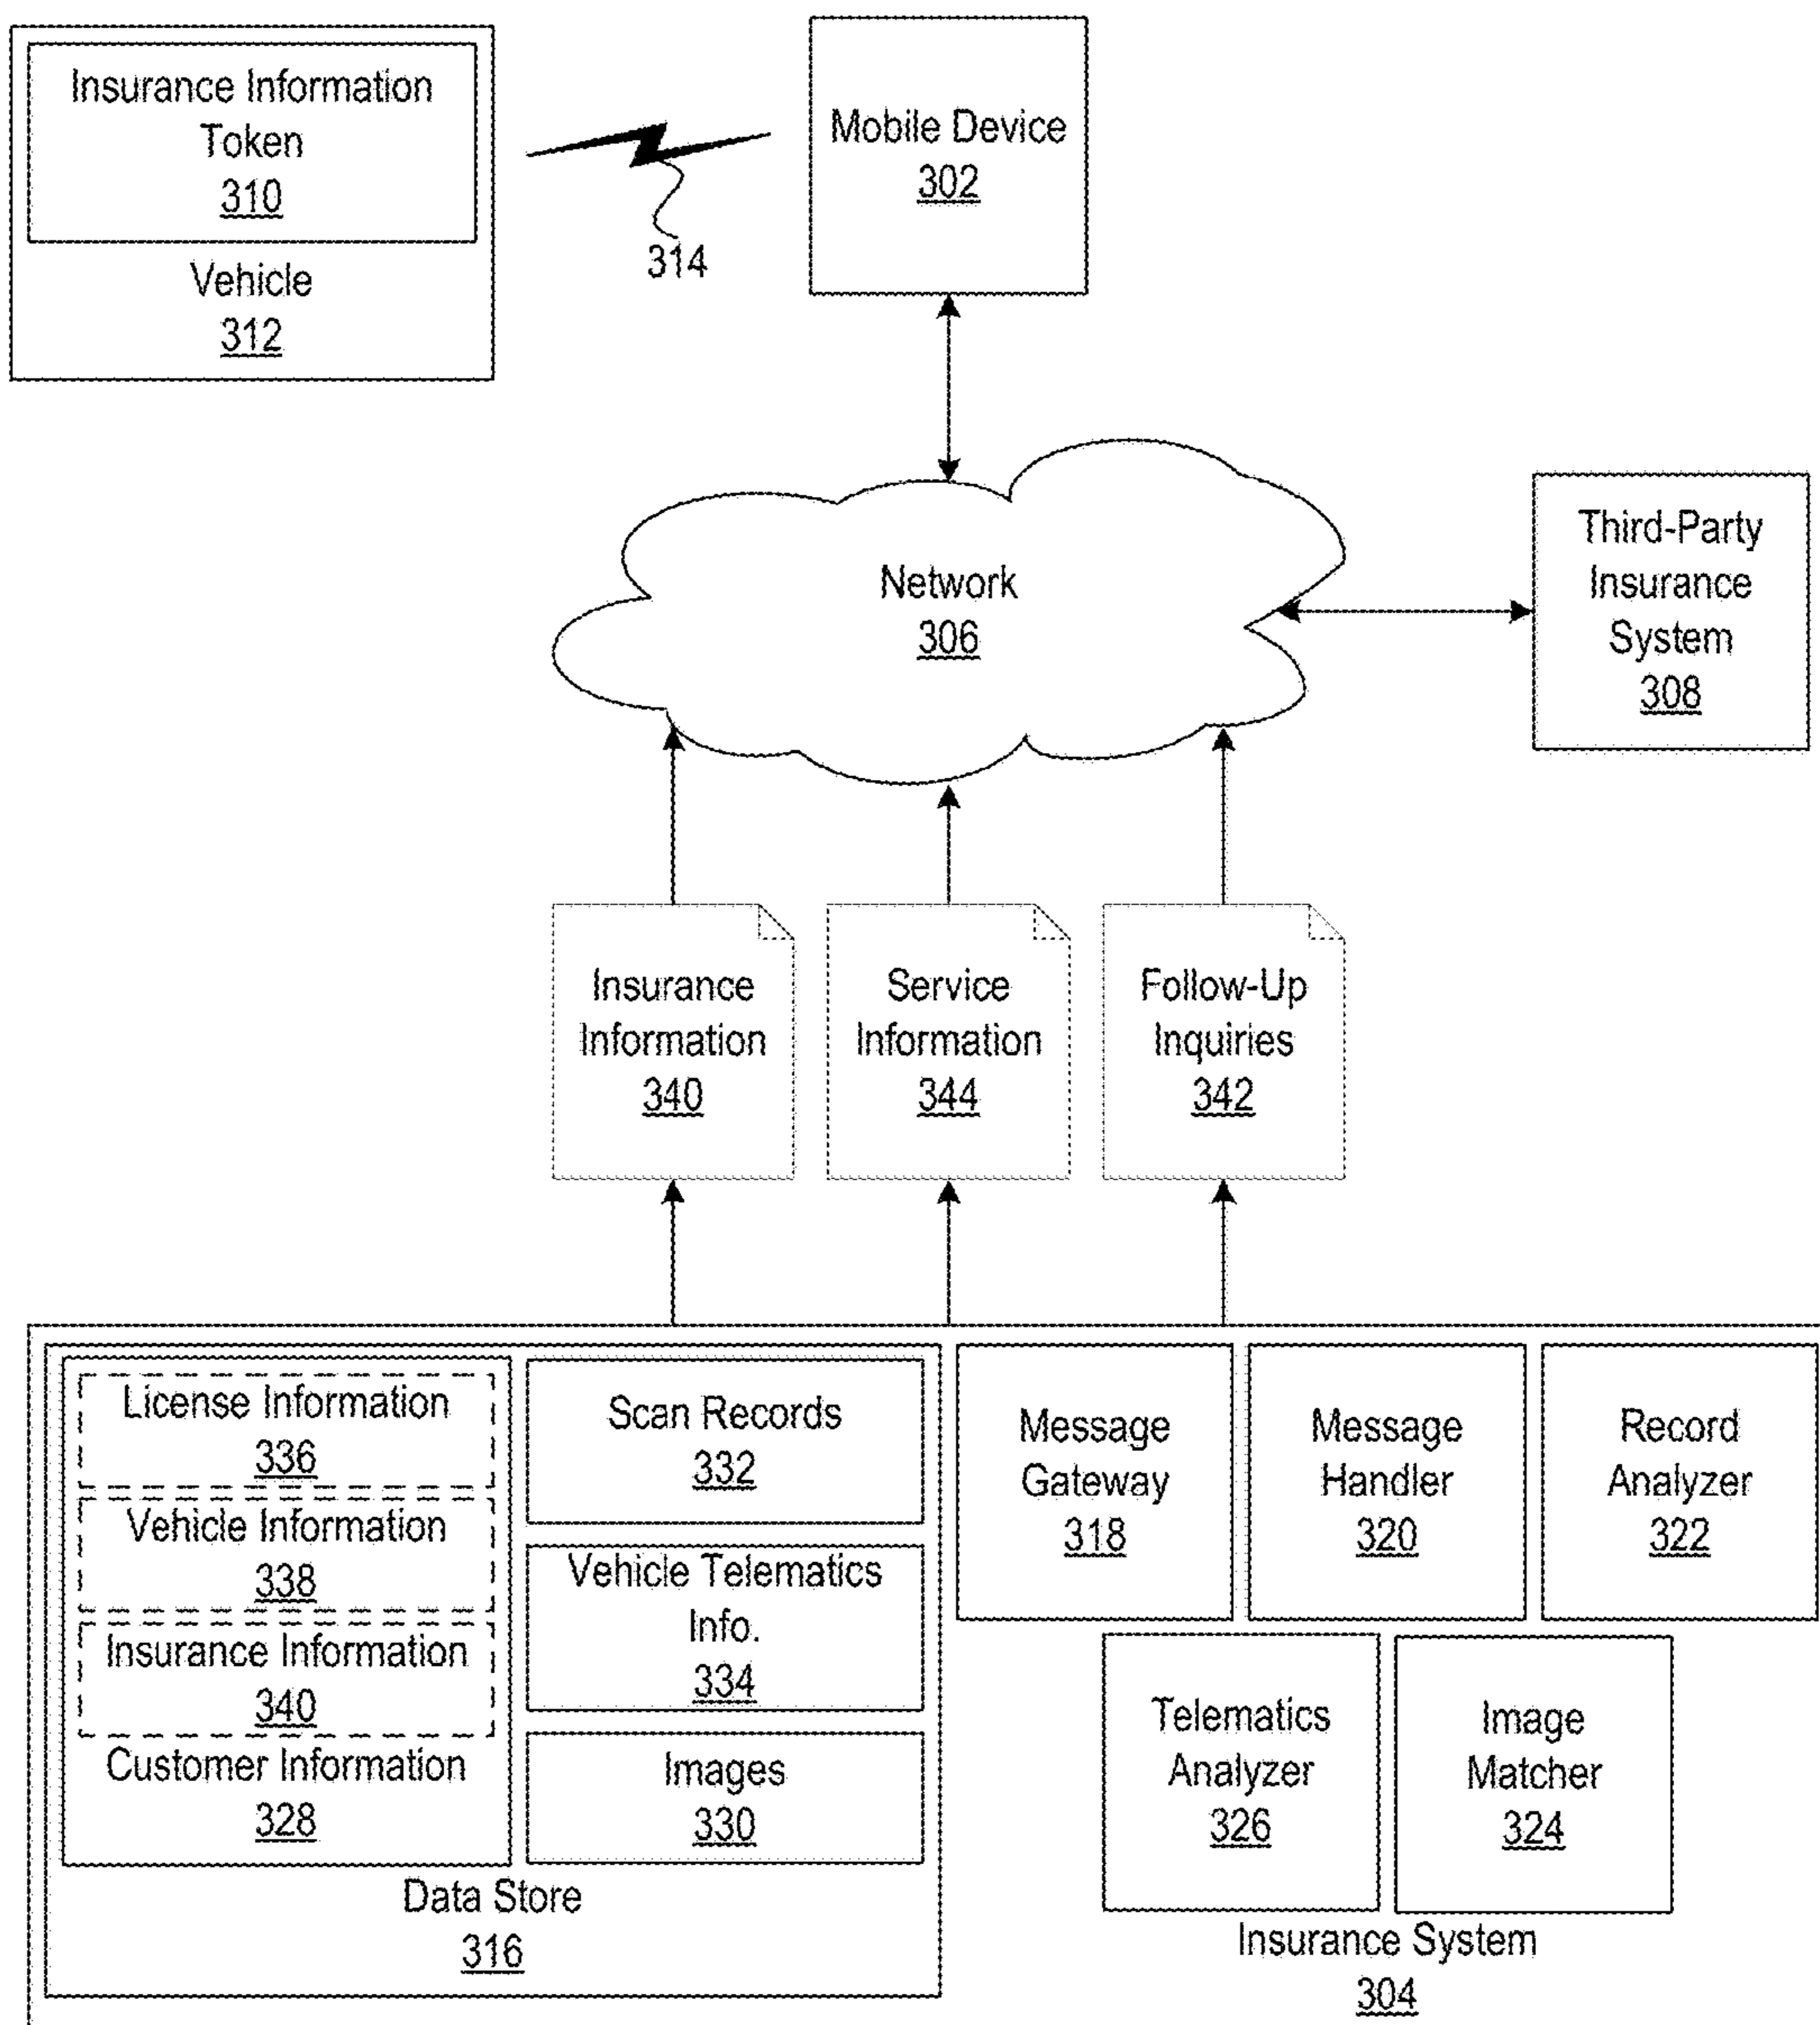 Insurance Information
Token
310
Vehicle
312
314
Mobile Device
302
Network
306
Third-Party
Insurance
System
308
Insurance
Information
340
Service
Information
344
Follow-Up
Inquiries
342
License Information
336
Vehicle Information
338
Insurance Information
340
Customer Information
328
Scan Records
332
Vehicle Telematics
Info.
334
Images
330
Data Store
316
Message
Gateway
318
Message
Handler
320
Record
Analyzer
322
Telematics
Analyzer
326
Image
Matcher
324
Insurance System
304